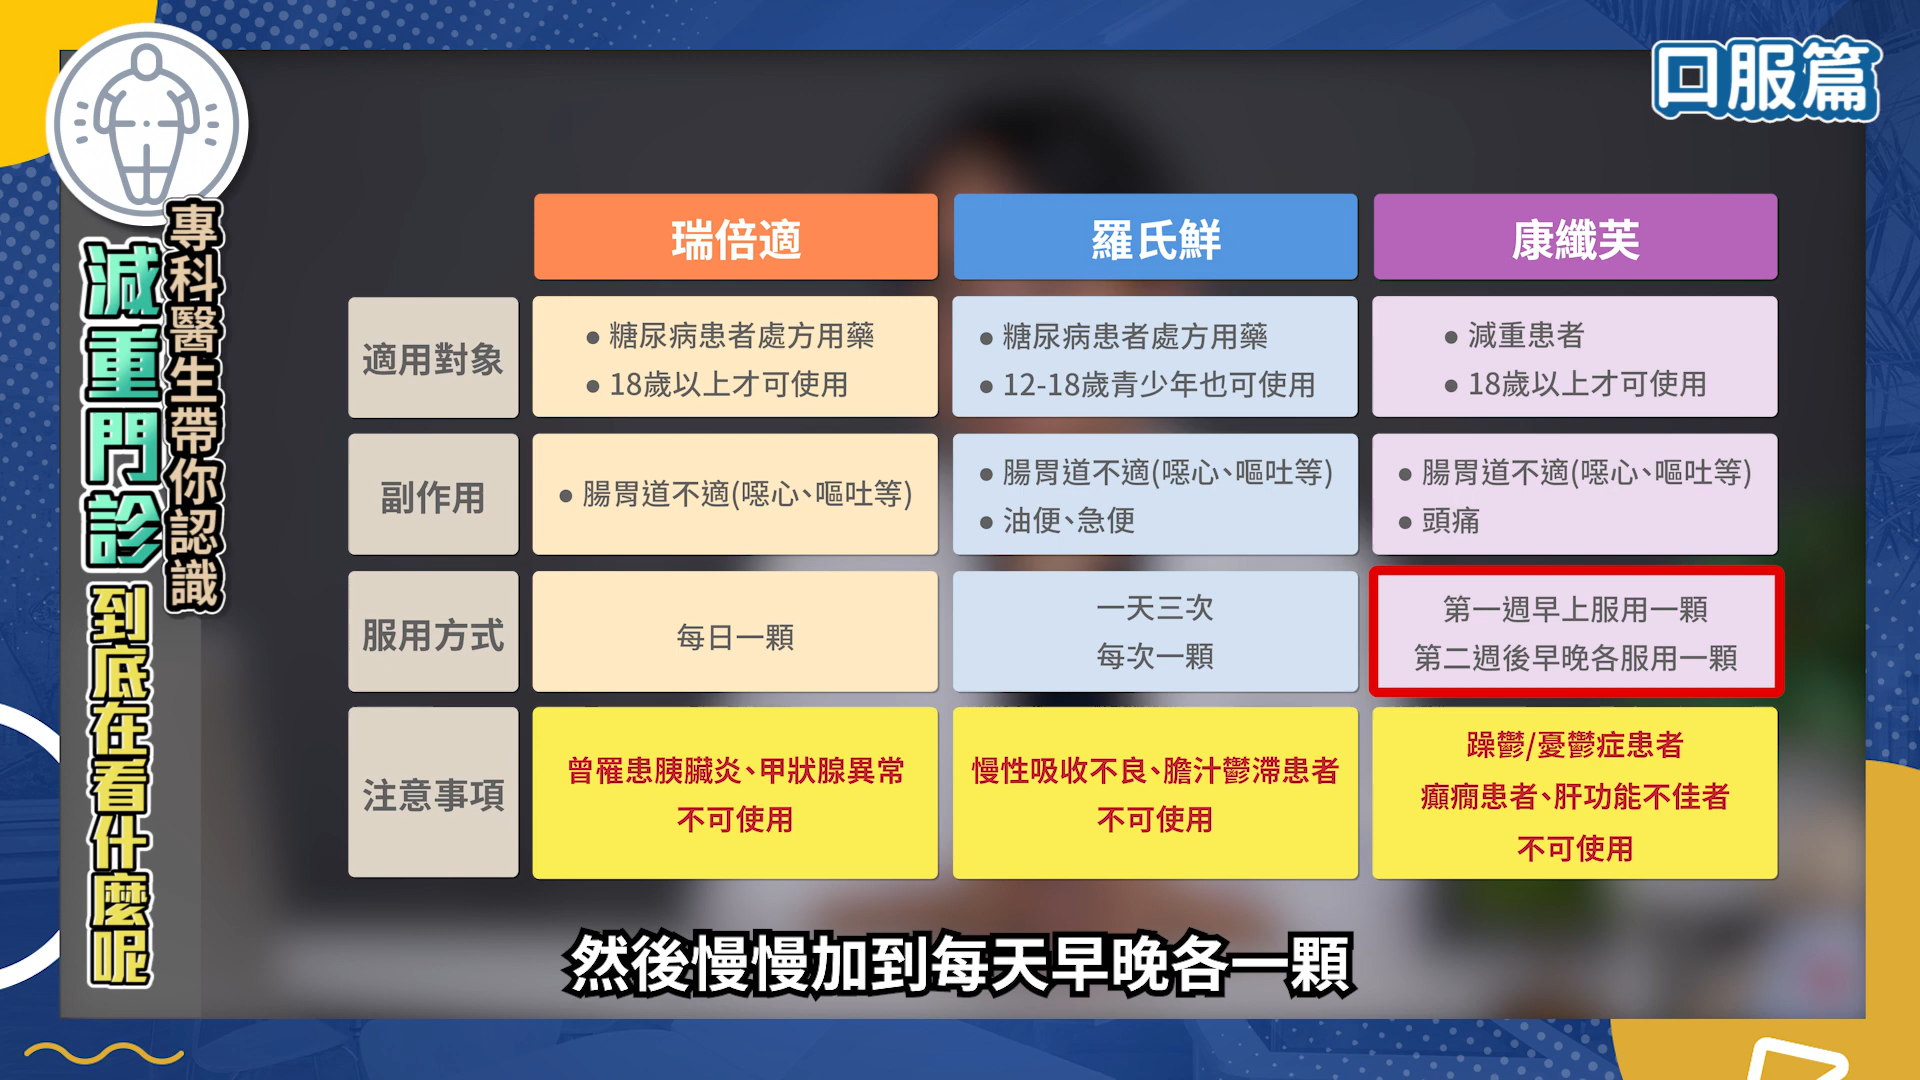 口服篇
專科醫生帶你認識
減重門診到底在看什麼呢
瑞倍適
羅氏鮮
康纖芙
適用對象
● 糖尿病患者處方用藥
● 18歲以上才可使用
● 糖尿病患者處方用藥
● 12-18歲青少年也可使用
● 減重患者
● 18歲以上才可使用
副作用
● 腸胃道不適(噁心、嘔吐等)
● 腸胃道不適(噁心、嘔吐等)
● 油便、急便
● 腸胃道不適(噁心、嘔吐等)
● 頭痛
服用方式
每日一顆
一天三次
每次一顆
第一週早上服用一顆
第二週後早晚各服用一顆
注意事項
曾罹患胰臟炎、甲狀腺異常
不可使用
慢性吸收不良、膽汁鬱滯患者
不可使用
躁鬱/憂鬱症患者
癲癇患者、肝功能不佳者
不可使用
然後慢慢加到每天早晚各一顆